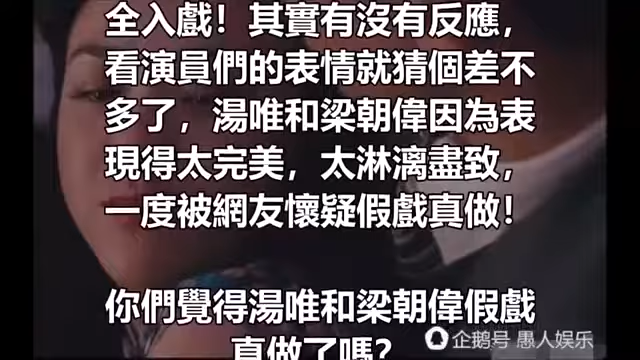 全入戲！其實有沒有反應，
看演員們的表情就猜個差不
多了，湯唯和梁朝偉因為表
現得太完美，太淋漓盡致，
一度被網友懷疑假戲真做！
你們覺得湯唯和梁朝偉假戲
真做了嗎？
企鹅号 愚人娱乐